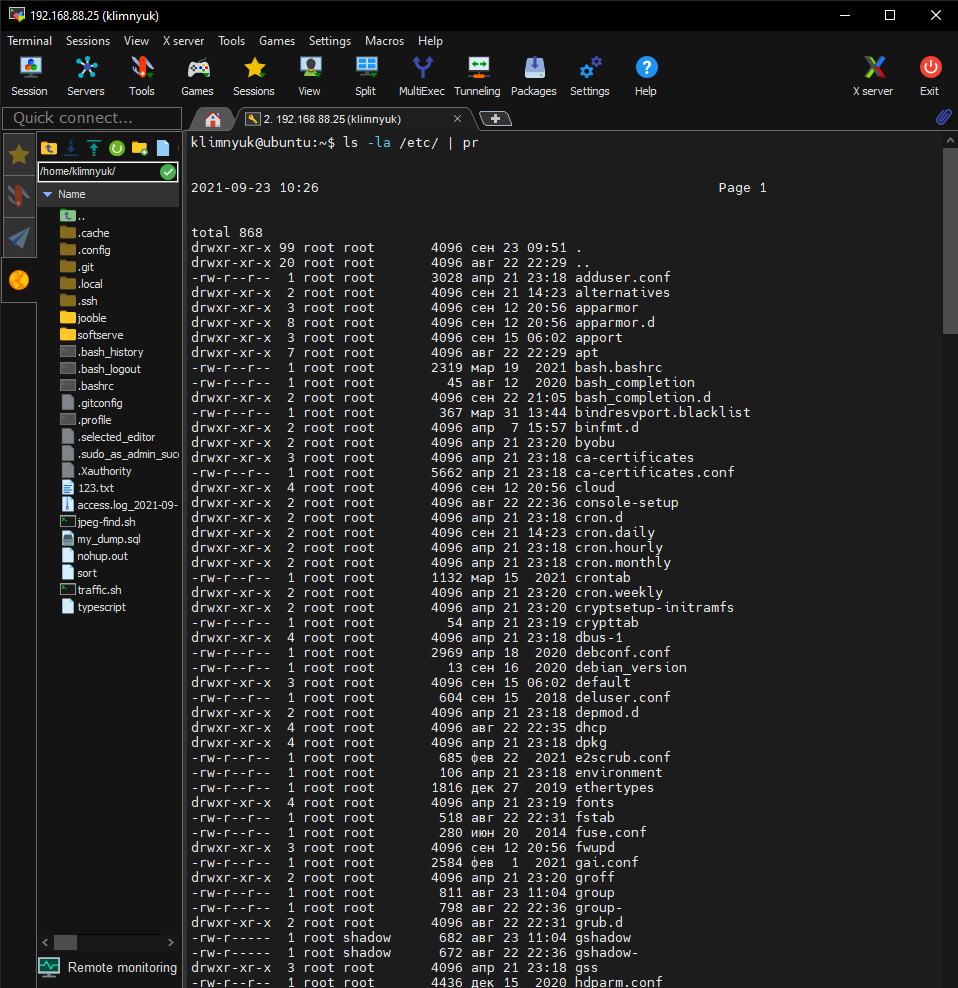 192.168.88.25 (klimnyuk)
Terminal Sessions View X server Tools Games Settings Macros Help
Session Servers Tools Games Sessions View Split MultiExec Tunneling Packages Settings Help X server Exit
Quick connect...
2. 192.168.88.25 (klimnyuk)
/home/klimnyuk/
Name
..
.cache
.config
.git
.local
.ssh
jooble
softserve
.bash_history
.bash_logout
.bashrc
.gitconfig
.profile
.selected_editor
.sudo_as_admin_succ
.Xauthority
123.txt
access.log_2021-09-
jpeg-find.sh
my_dump.sql
nohup.out
sort
traffic.sh
typescript
Remote monitoring
klimnyuk@ubuntu:~$ ls -la /etc/ | pr
2021-09-23 10:26 Page 1
total 868
drwxr-xr-x 99 root root 4096 сен 23 09:51 .
drwxr-xr-x 20 root root 4096 авг 22 22:29 ..
-rw-r--r-- 1 root root 3028 апр 21 23:18 adduser.conf
drwxr-xr-x 2 root root 4096 сен 21 14:23 alternatives
drwxr-xr-x 3 root root 4096 сен 12 20:56 apparmor
drwxr-xr-x 8 root root 4096 сен 12 20:56 apparmor.d
drwxr-xr-x 3 root root 4096 сен 15 06:02 apport
drwxr-xr-x 7 root root 4096 авг 22 22:29 apt
-rw-r--r-- 1 root root 2319 мар 19 2021 bash.bashrc
-rw-r--r-- 1 root root 45 авг 12 2020 bash_completion
drwxr-xr-x 2 root root 4096 сен 22 21:05 bash_completion.d
-rw-r--r-- 1 root root 367 мар 31 13:44 bindresvport.blacklist
drwxr-xr-x 2 root root 4096 апр 7 15:57 binfmt.d
drwxr-xr-x 2 root root 4096 апр 21 23:20 byobu
drwxr-xr-x 3 root root 4096 апр 21 23:18 ca-certificates
-rw-r--r-- 1 root root 5662 апр 21 23:18 ca-certificates.conf
drwxr-xr-x 4 root root 4096 сен 12 20:56 cloud
drwxr-xr-x 2 root root 4096 авг 22 22:36 console-setup
drwxr-xr-x 2 root root 4096 апр 21 23:18 cron.d
drwxr-xr-x 2 root root 4096 сен 21 14:23 cron.daily
drwxr-xr-x 2 root root 4096 апр 21 23:18 cron.hourly
drwxr-xr-x 2 root root 4096 апр 21 23:18 cron.monthly
-rw-r--r-- 1 root root 1132 мар 15 2021 crontab
drwxr-xr-x 2 root root 4096 апр 21 23:20 cron.weekly
drwxr-xr-x 2 root root 4096 апр 21 23:20 cryptsetup-initramfs
-rw-r--r-- 1 root root 54 апр 21 23:19 crypttab
drwxr-xr-x 4 root root 4096 апр 21 23:18 dbus-1
-rw-r--r-- 1 root root 2969 апр 18 2020 debconf.conf
-rw-r--r-- 1 root root 13 сен 16 2020 debian_version
drwxr-xr-x 3 root root 4096 сен 15 06:02 default
-rw-r--r-- 1 root root 604 сен 15 2018 deluser.conf
drwxr-xr-x 2 root root 4096 апр 21 23:18 depmod.d
drwxr-xr-x 4 root root 4096 авг 22 22:35 dhcp
drwxr-xr-x 4 root root 4096 апр 21 23:18 dpkg
-rw-r--r-- 1 root root 685 фев 22 2021 e2scrub.conf
-rw-r--r-- 1 root root 106 апр 21 23:18 environment
-rw-r--r-- 1 root root 1816 дек 27 2019 ethertypes
drwxr-xr-x 4 root root 4096 апр 21 23:19 fonts
-rw-r--r-- 1 root root 518 авг 22 22:31 fstab
-rw-r--r-- 1 root root 280 июн 20 2014 fuse.conf
drwxr-xr-x 3 root root 4096 сен 12 20:56 fwupd
-rw-r--r-- 1 root root 2584 фев 1 2021 gai.conf
drwxr-xr-x 2 root root 4096 апр 21 23:20 groff
-rw-r--r-- 1 root root 811 авг 23 11:04 group
-rw-r--r-- 1 root root 798 авг 22 22:36 group-
drwxr-xr-x 2 root root 4096 авг 22 22:31 grub.d
-rw-r----- 1 root shadow 682 авг 23 11:04 gshadow
-rw-r----- 1 root shadow 672 авг 22 22:36 gshadow-
drwxr-xr-x 3 root root 4096 апр 21 23:18 gss
-rw-r--r-- 1 root root 4436 дек 15 2020 hdparm.conf